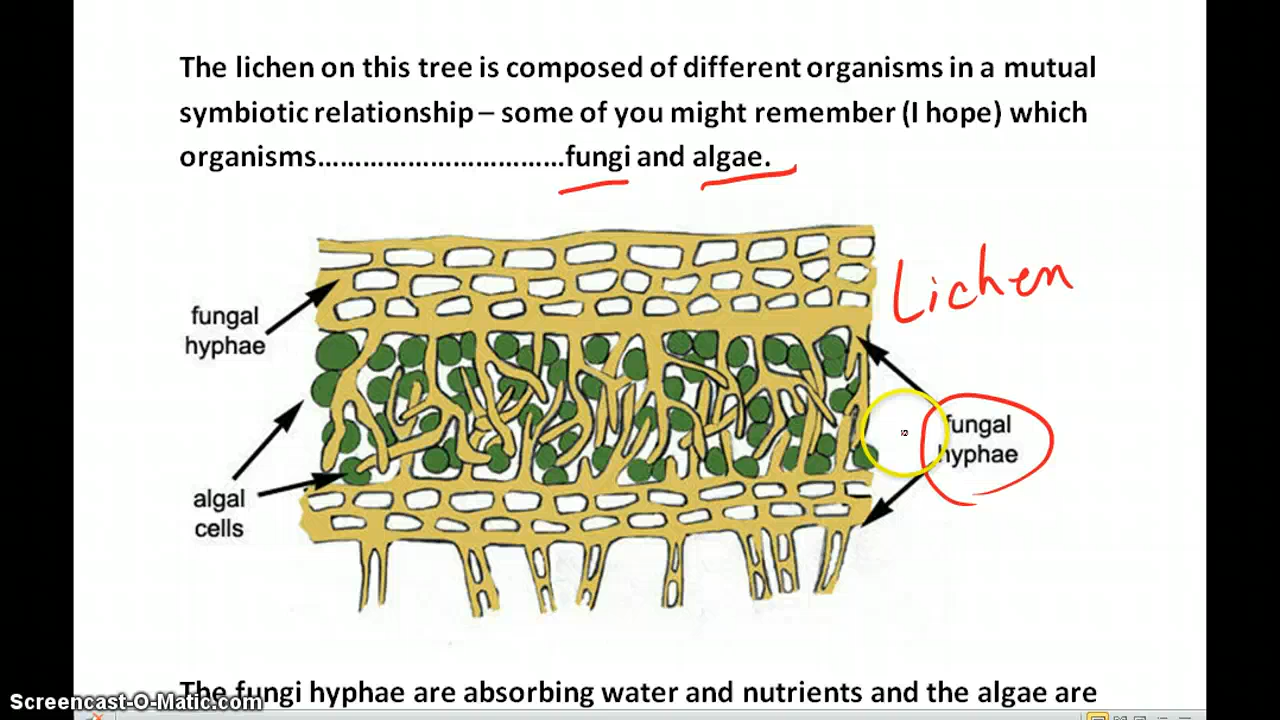 The lichen on this tree is composed of different organisms in a mutual
symbiotic relationship – some of you might remember (I hope) which
organisms……………………………fungi and algae.
Lichen
fungal
hyphae
fungal
hyphae
algal
cells
The fungi hyphae are absorbing water and nutrients and the algae are
Screencast-O-Matic.com